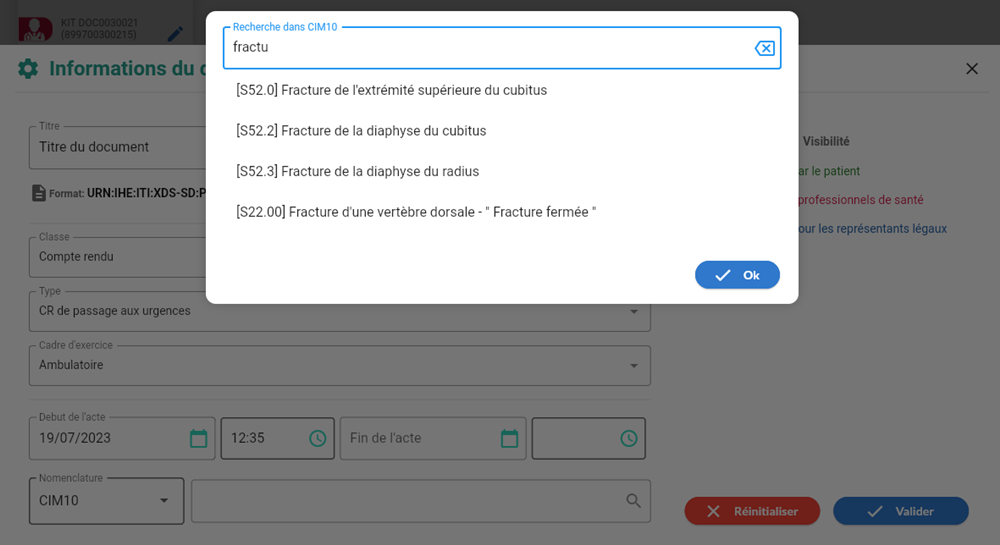 KIT DOC0030021
(899700300215)
Informations du d
Recherche dans CIM10
fractu
[S52.0] Fracture de l'extrémité supérieure du cubitus
[S52.2] Fracture de la diaphyse du cubitus
[S52.3] Fracture de la diaphyse du radius
[S22.00] Fracture d'une vertèbre dorsale - " Fracture fermée "
Ok
Titre
Titre du document
Format: URN:IHE:ITI:XDS-SD:P
Classe
Compte rendu
Type
CR de passage aux urgences
Cadre d'exercice
Ambulatoire
Debut de l'acte
19/07/2023
12:35
Fin de l'acte
Nomenclature
CIM10
Visibilité
ar le patient
professionnels de santé
our les représentants légaux
Réinitialiser
Valider